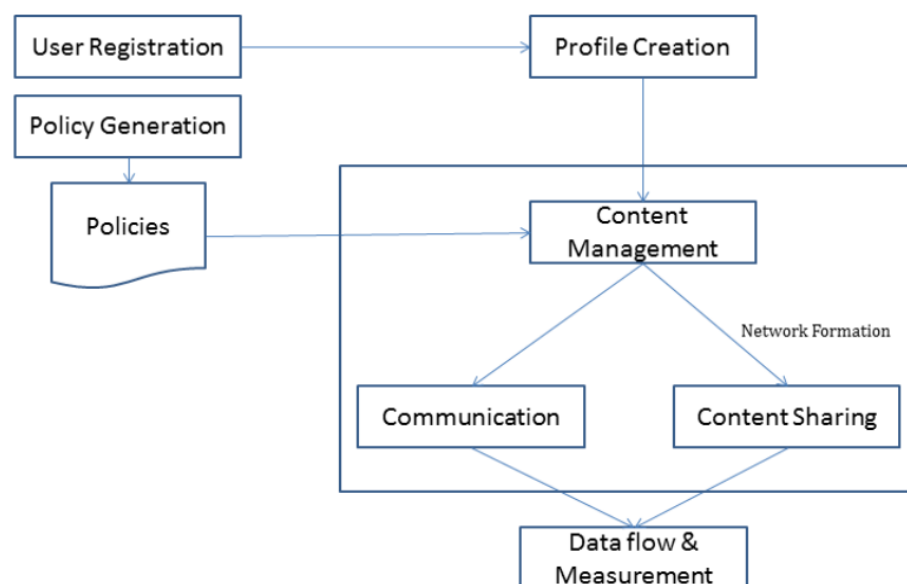 User Registration
Profile Creation
Policy Generation
Policies
Content
Management
Network Formation
Communication
Content Sharing
Data flow &
Measurement